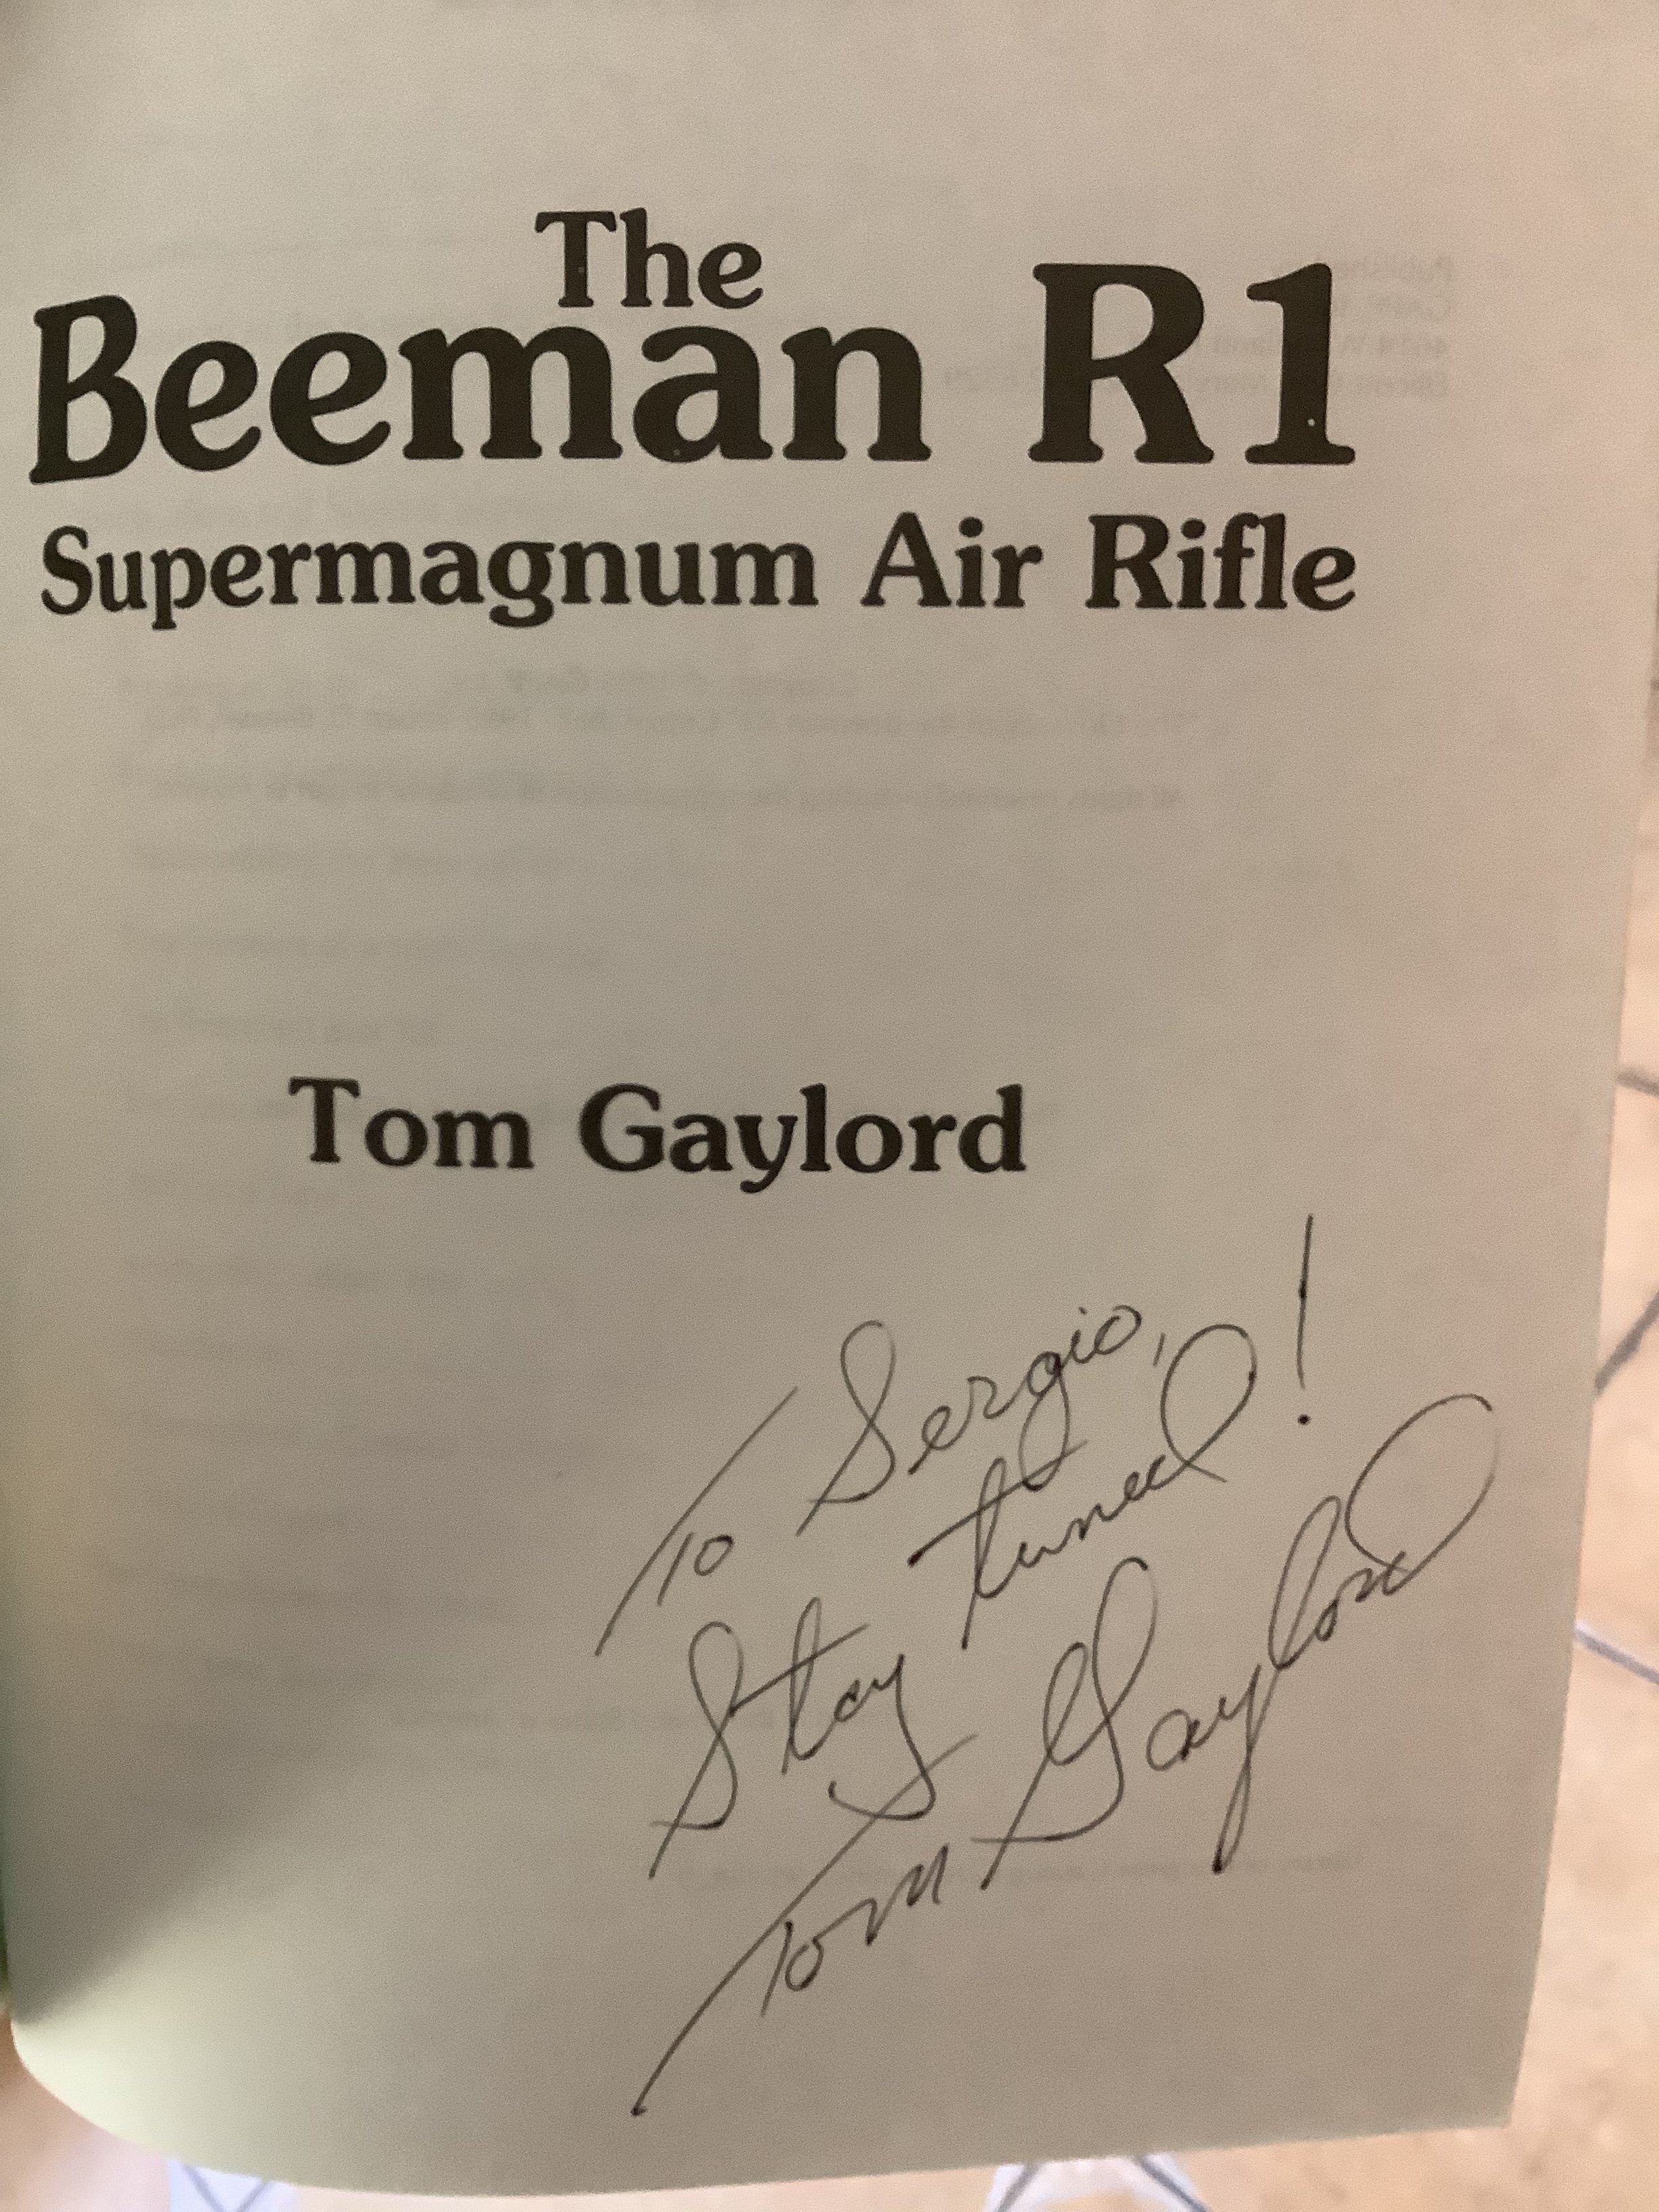 The
Beeman R1
Supermagnum Air Rifle
Tom Gaylord
To Sergio,
Stay tuned!
Tom Gaylord